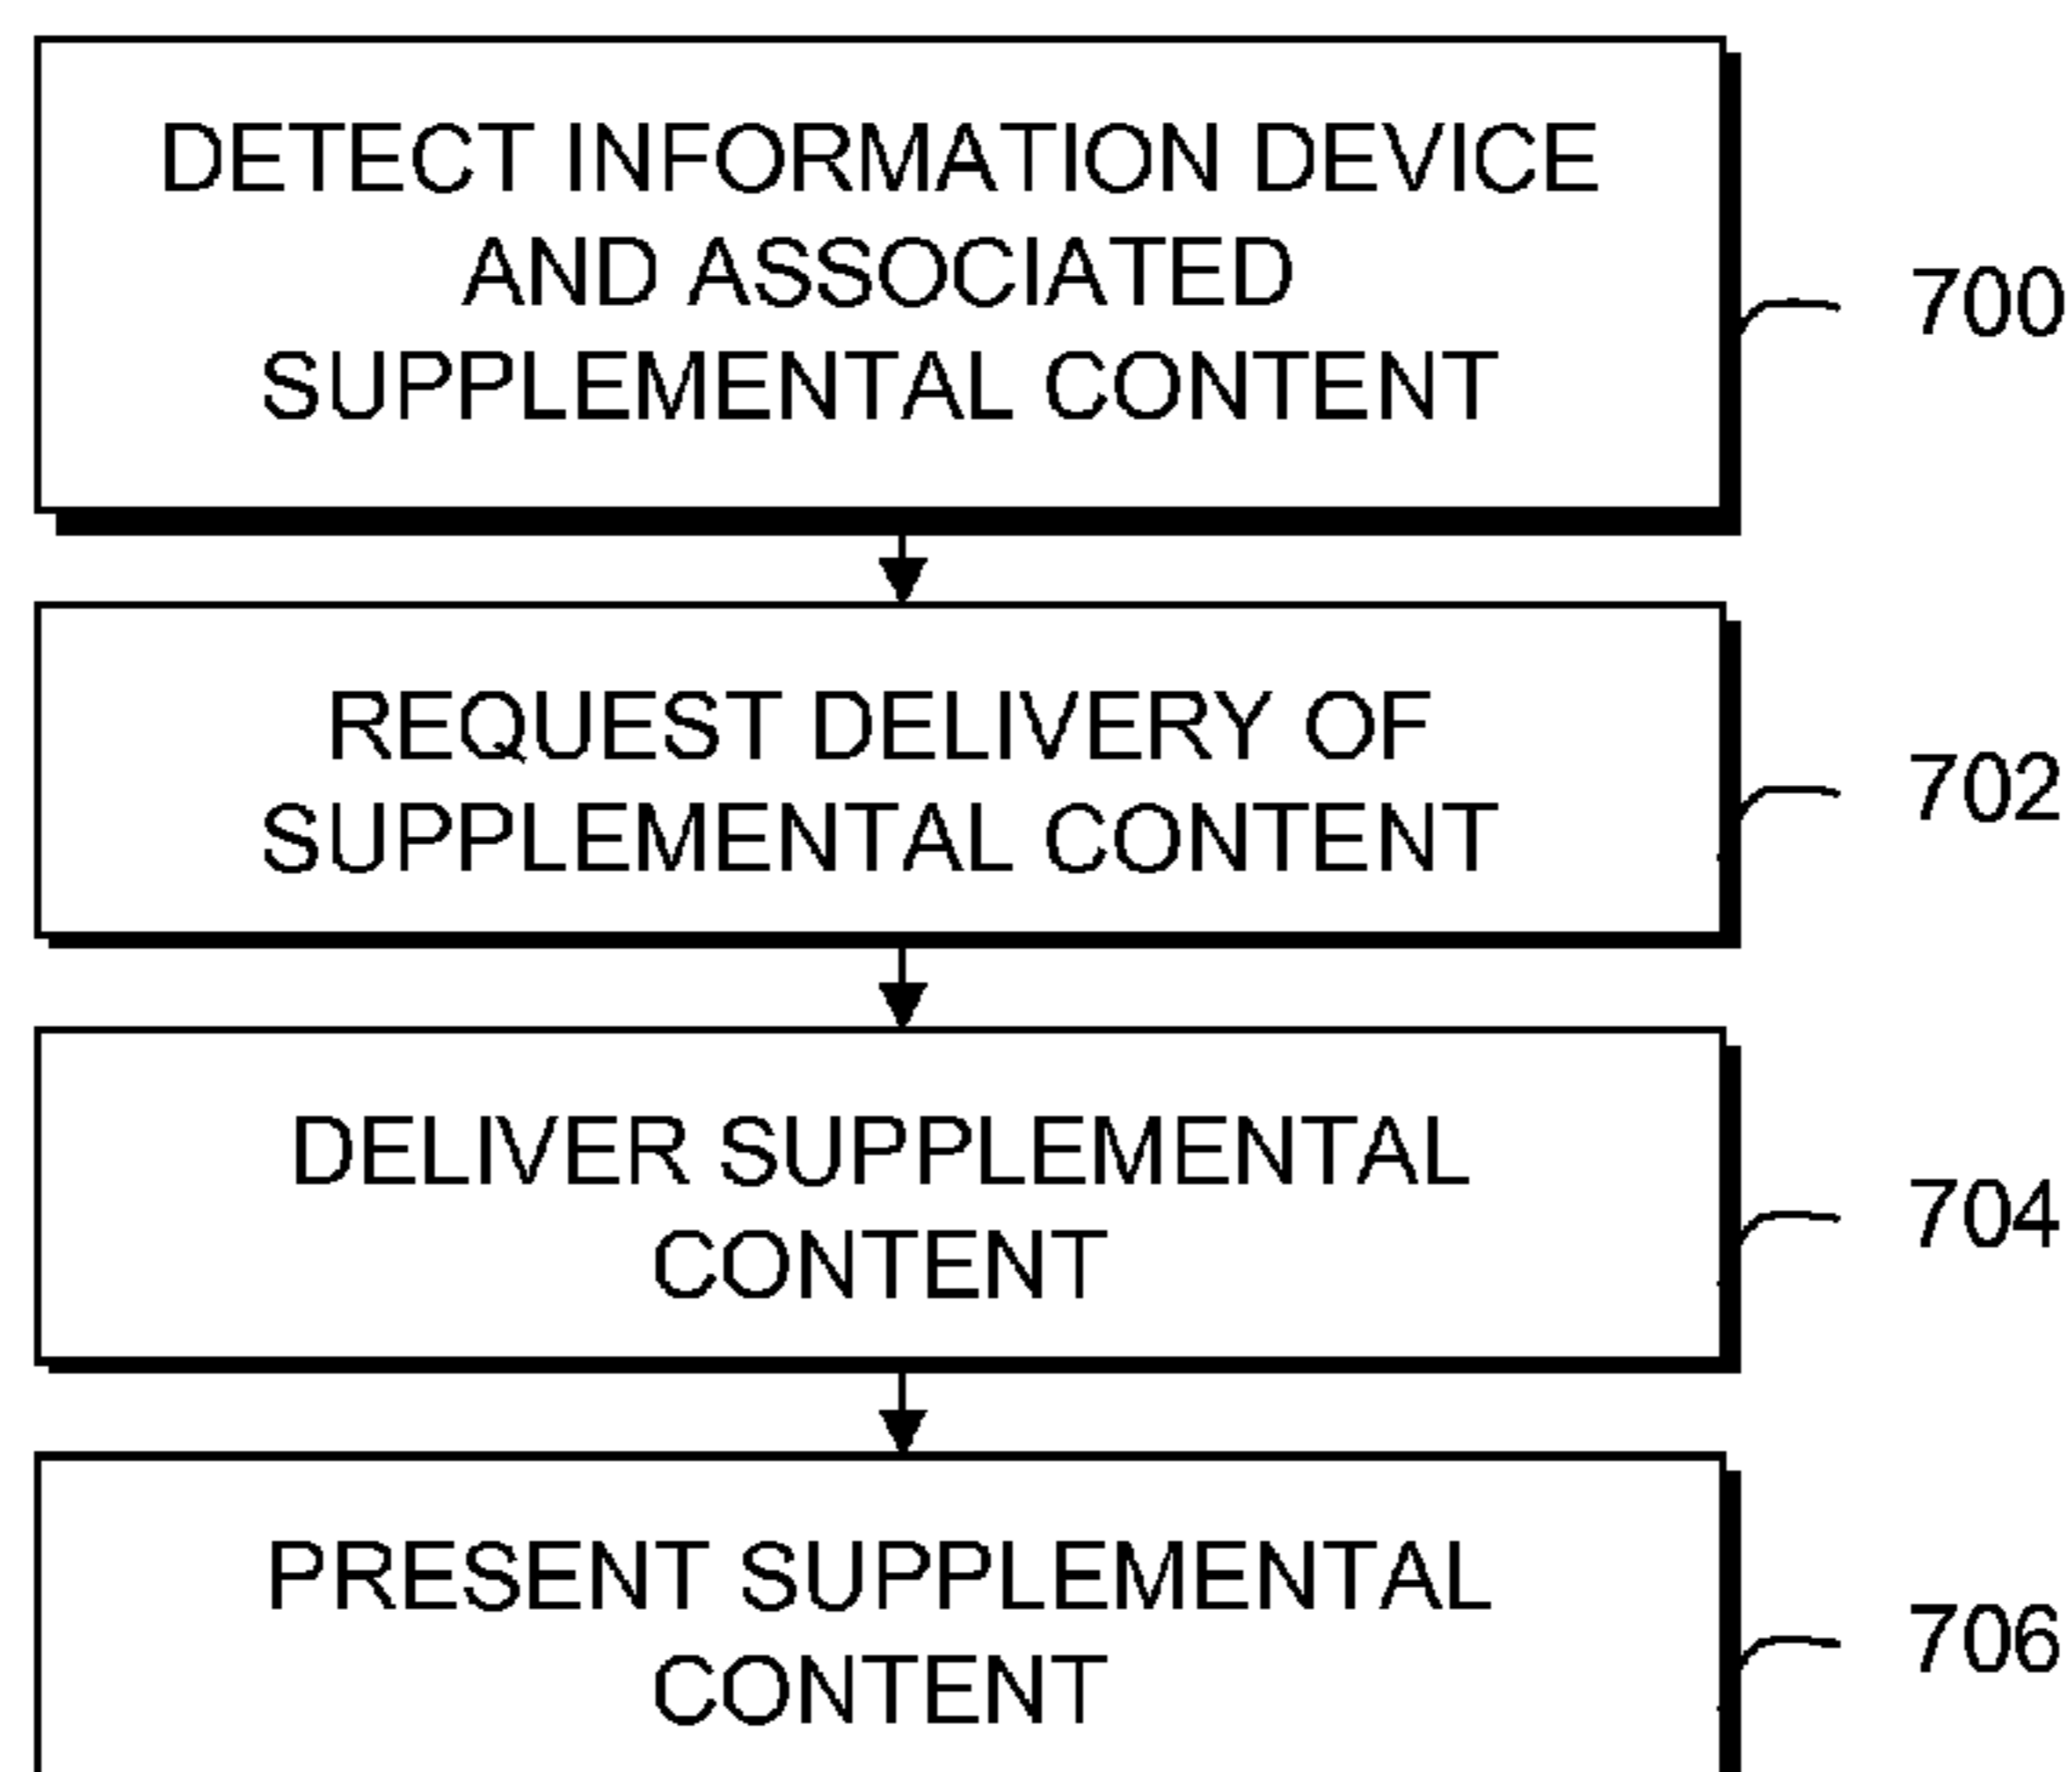 DETECT INFORMATION DEVICE
AND ASSOCIATED
SUPPLEMENTAL CONTENT
700
REQUEST DELIVERY OF
SUPPLEMENTAL CONTENT
702
DELIVER SUPPLEMENTAL
CONTENT
704
PRESENT SUPPLEMENTAL
CONTENT
706